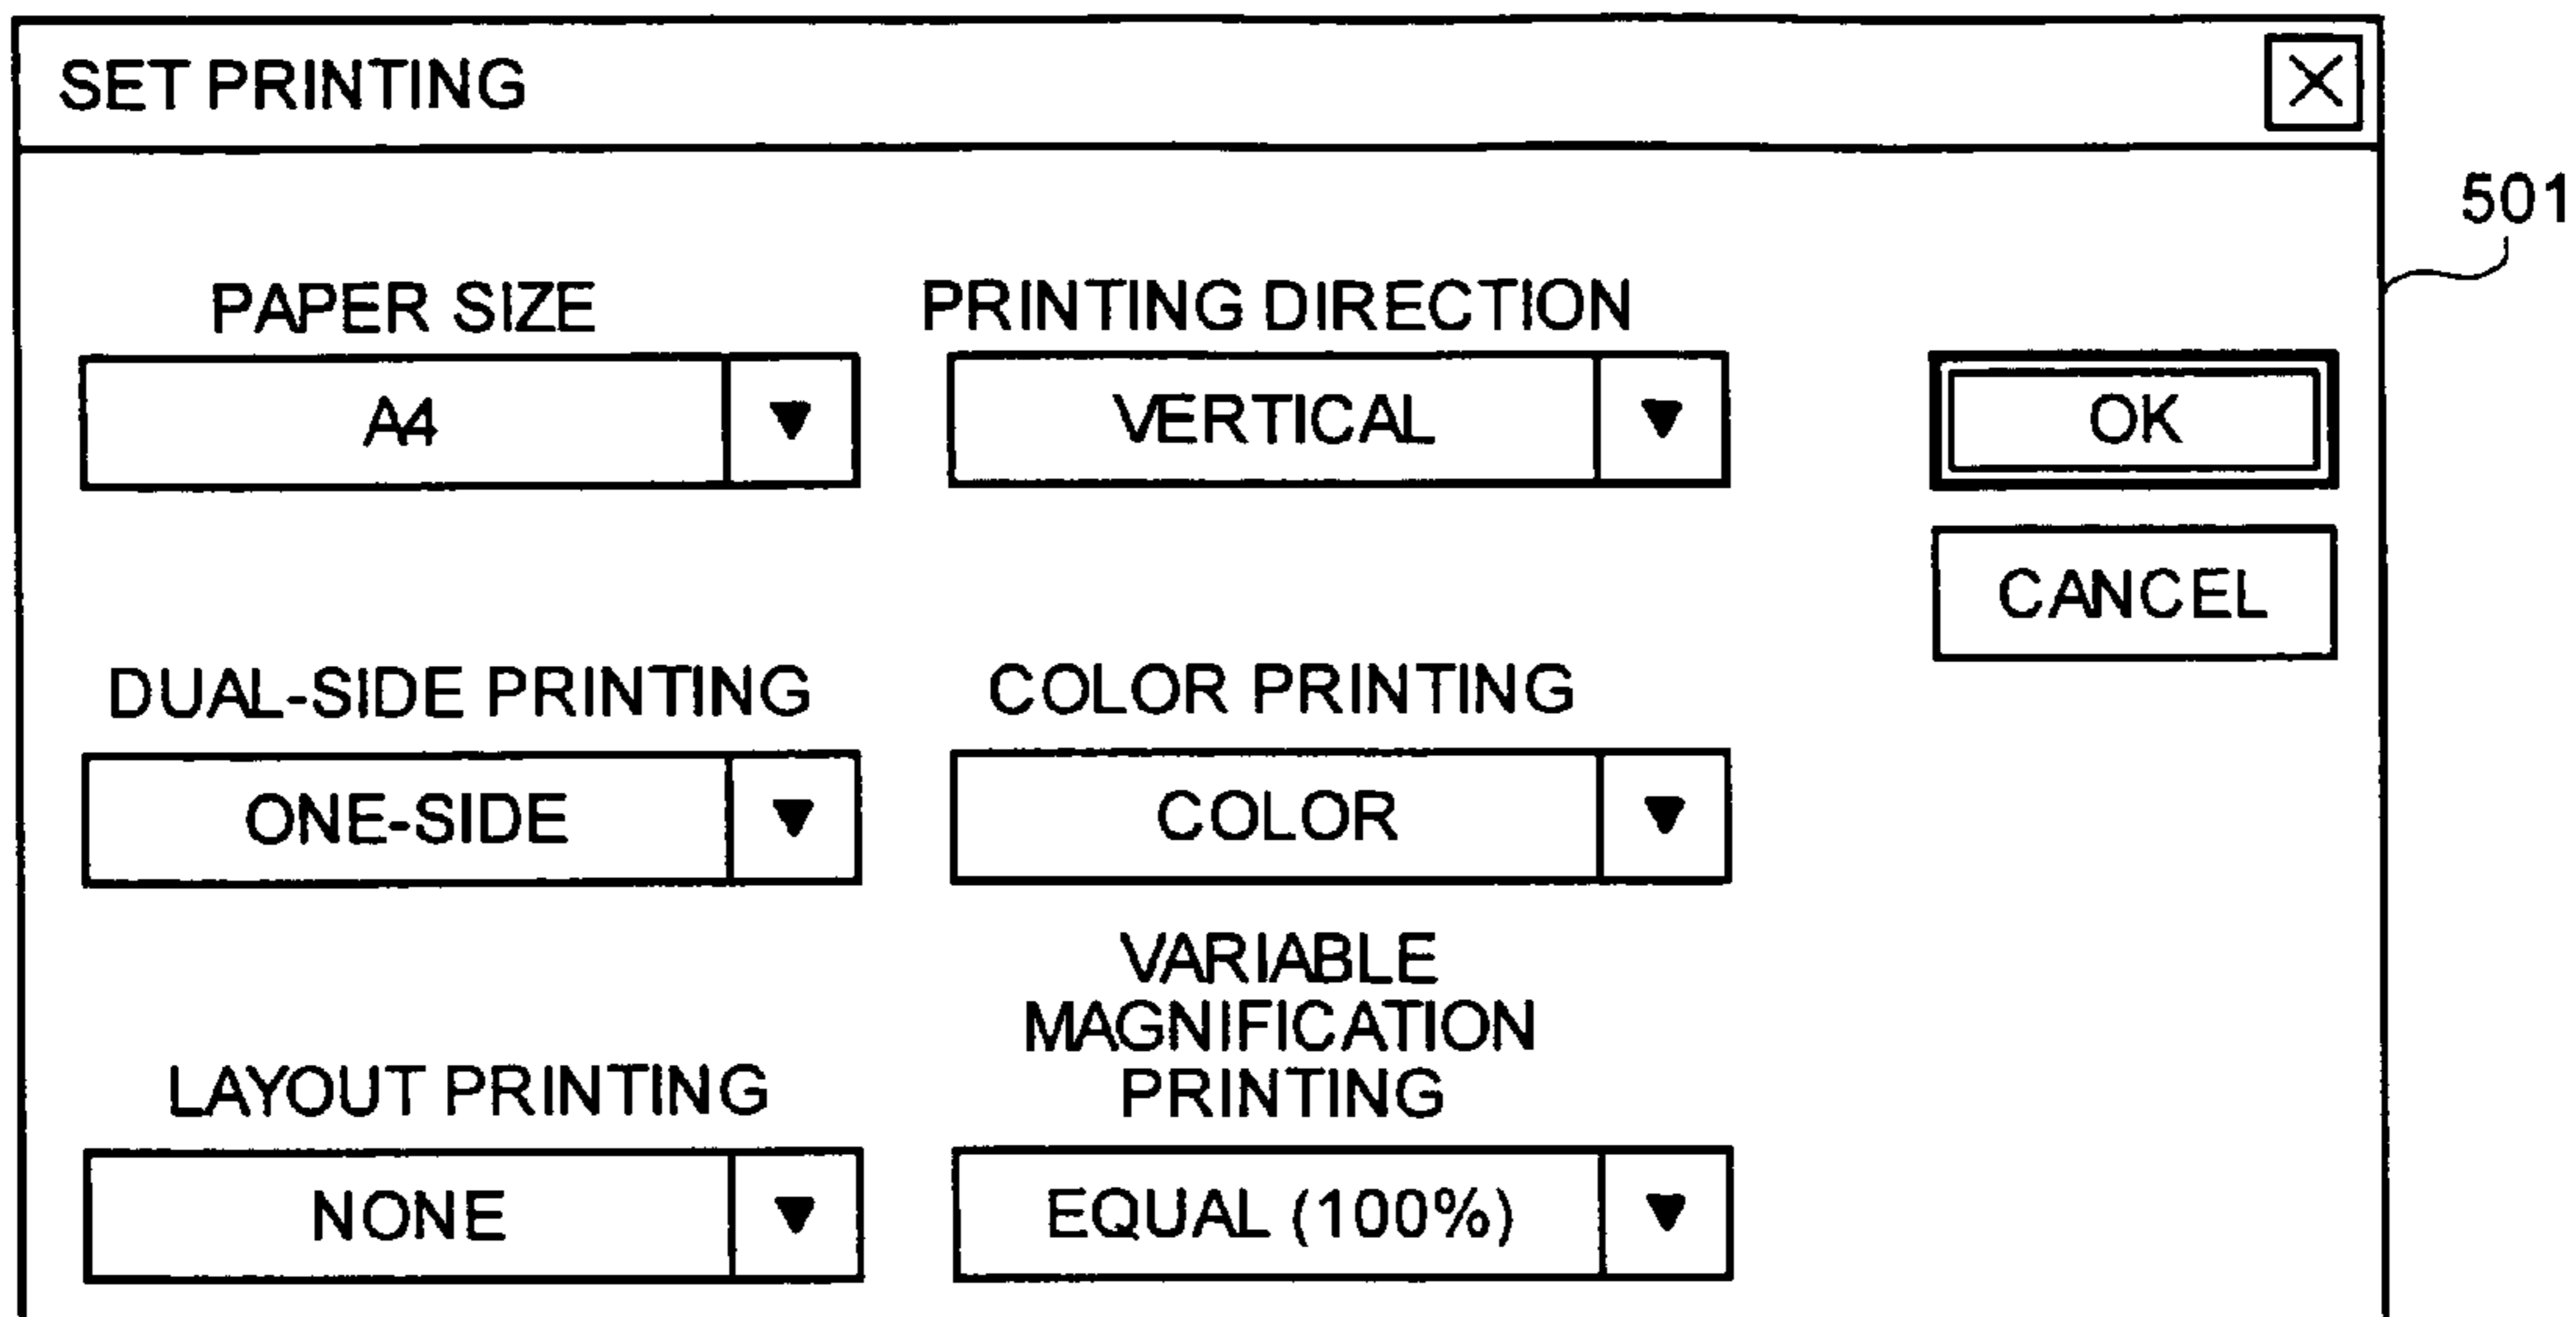 SET PRINTING
501
PAPER SIZE
PRINTING DIRECTION
A4
VERTICAL
OK
CANCEL
DUAL-SIDE PRINTING
COLOR PRINTING
ONE-SIDE
COLOR
LAYOUT PRINTING
VARIABLE
MAGNIFICATION
PRINTING
NONE
EQUAL (100%)